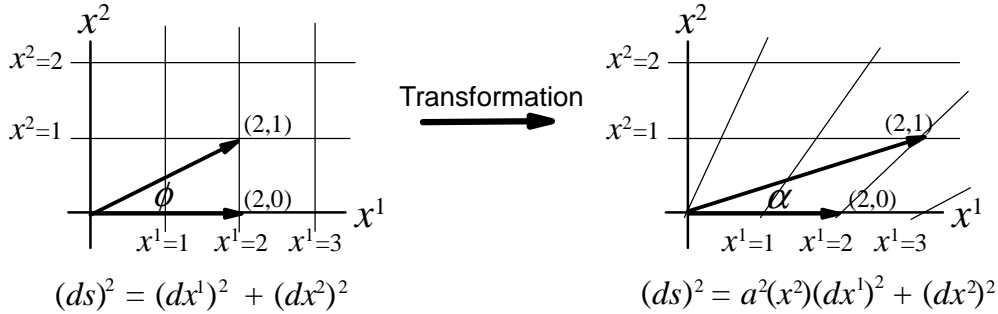 x²
x²=2
x²=1
(2,1)
ϕ
(2,0)
x¹
x¹=1 x¹=2 x¹=3
(ds)² = (dx¹)² + (dx²)²
Transformation
x²
x²=2
x²=1
(2,1)
α
(2,0)
x¹
x¹=1 x¹=2 x¹=3
(ds)² = a²(x²)(dx¹)² + (dx²)²